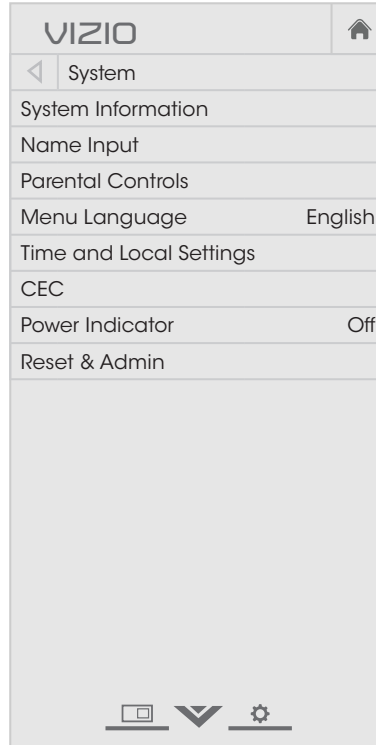 VIZIO
System
System Information
Name Input
Parental Controls
Menu Language English
Time and Local Settings
CEC
Power Indicator Off
Reset & Admin